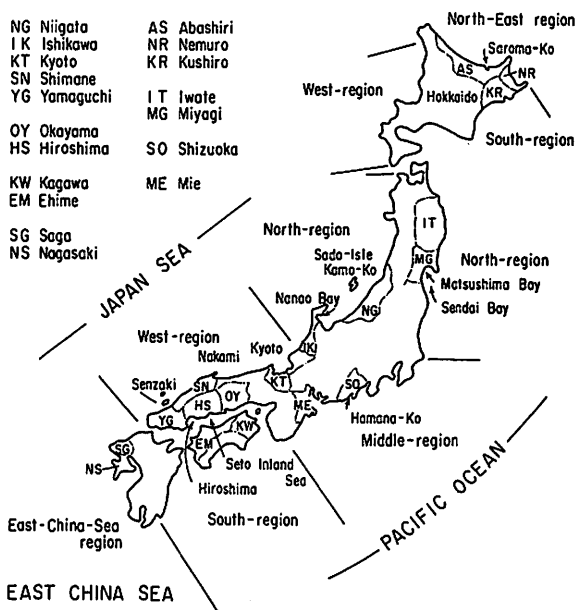 NG Niigata
IK Ishikawa
KT Kyoto
SN Shimane
YG Yamaguchi
OY Okayama
HS Hiroshima
KW Kagawa
EM Ehime
SG Saga
NS Nagasaki
AS Abashiri
NR Nemuro
KR Kushiro
IT Iwate
MG Miyagi
SO Shizuoka
ME Mie
North-East region
Saroma-Ko
AS
NR
KR
West-region
Hokkaido
South-region
IT
North-region
Sado-Isle
Kamo-Ko
MG
North-region
Matsushima Bay
Sendai Bay
JAPAN SEA
Nanao Bay
NG
West-region
Nakami
Kyoto
IK
Senzaki
SN
KT
SO
HS
OY
ME
YG
KW
Hamana-Ko
Middle-region
SG
EM
NS
Seto Inland
Sea
Hiroshima
South-region
PACIFIC OCEAN
East-China-Sea
region
EAST CHINA SEA